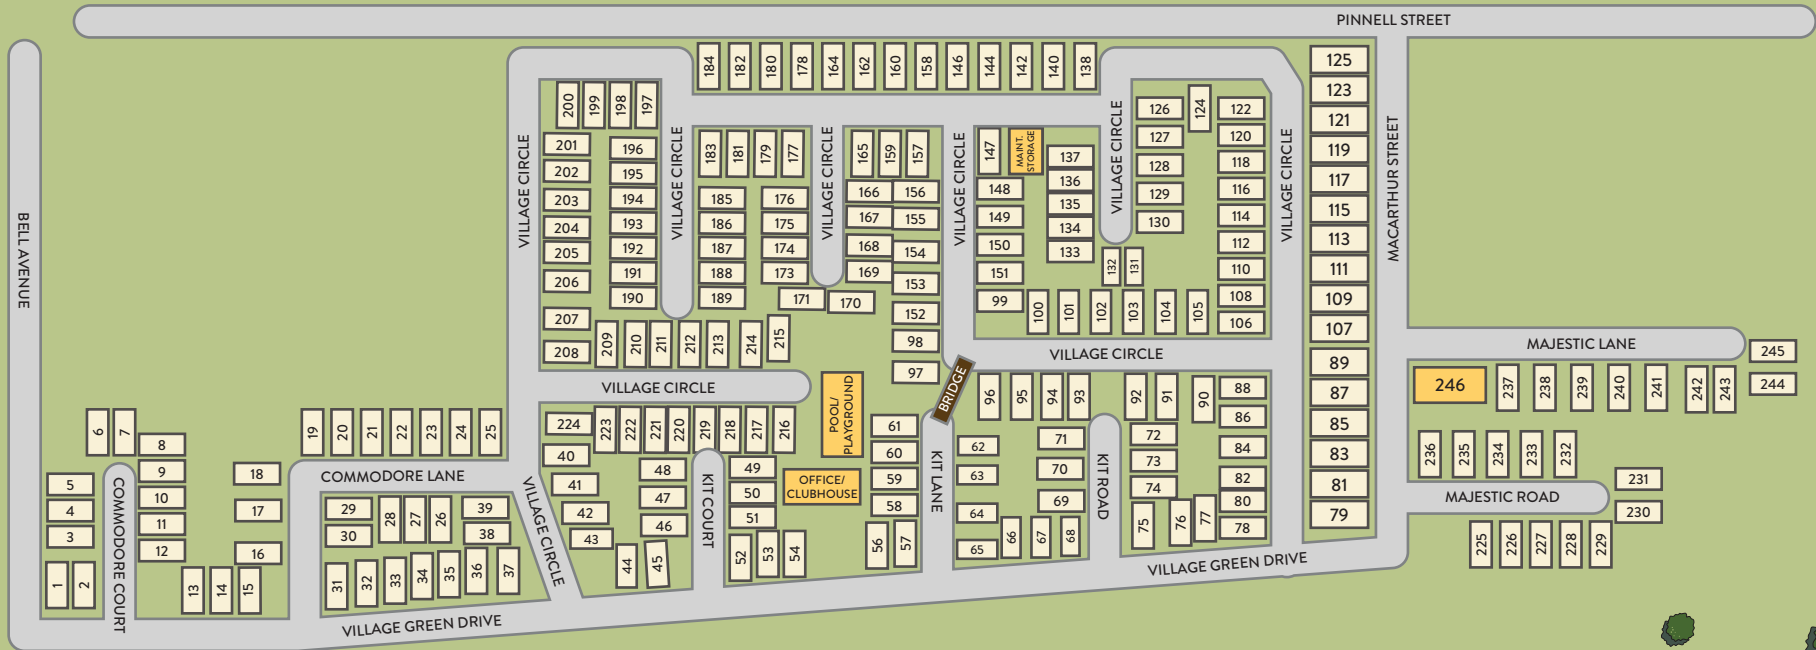 PINNELL STREET
BELL AVENUE
MACARTHUR STREET
184 182 180 178 164 162 160 158 146 144 142 140 138
VILLAGE CIRCLE
VILLAGE CIRCLE
VILLAGE CIRCLE
VILLAGE CIRCLE
VILLAGE CIRCLE
VILLAGE CIRCLE
200 199 198 197
201
202
203
204
205
206
207
208
196
195
194
193
192
191
190
183 181 179 177
185
186
187
188
189
176
175
174
173
171 170
165 159 157
166 156
167 155
168 154
169 153
152
98
97
209 210 211 212 213 214 215
147
MAINT.
STORAGE
148
149
150
151
99
137
136
135
134
133
132 131
100 101 102 103 104 105
126
127
128
129
130
124
122
120
118
116
114
112
110
108
106
125
123
121
119
117
115
113
111
109
107
89
87
85
83
81
79
VILLAGE CIRCLE
VILLAGE CIRCLE
BRIDGE
POOL/
PLAYGROUND
OFFICE/
CLUBHOUSE
224 223 222 221 220 219 218 217 216
40
41
42
43
44 45
48
47
46
KIT COURT
49
50
51
52 53 54
61
60
59
58
56 57
KIT LANE
96 95 94 93
62
63
64
65
66 67 68
71
70
69
KIT ROAD
92 91 90
88
86
84
82
80
78
72
73
74
75 76 77
MAJESTIC LANE
245
244
246
237 238 239 240 241 242 243
236 235 234 233 232
MAJESTIC ROAD
231
230
225 226 227 228 229
6 7
8
9
10
11
12
5
4
3
1 2
COMMODORE COURT
13 14 15
18
17
16
19 20 21 22 23 24 25
COMMODORE LANE
29
30
28 27 26
39
38
31 32 33 34 35 36 37
VILLAGE CIRCLE
VILLAGE GREEN DRIVE
VILLAGE GREEN DRIVE